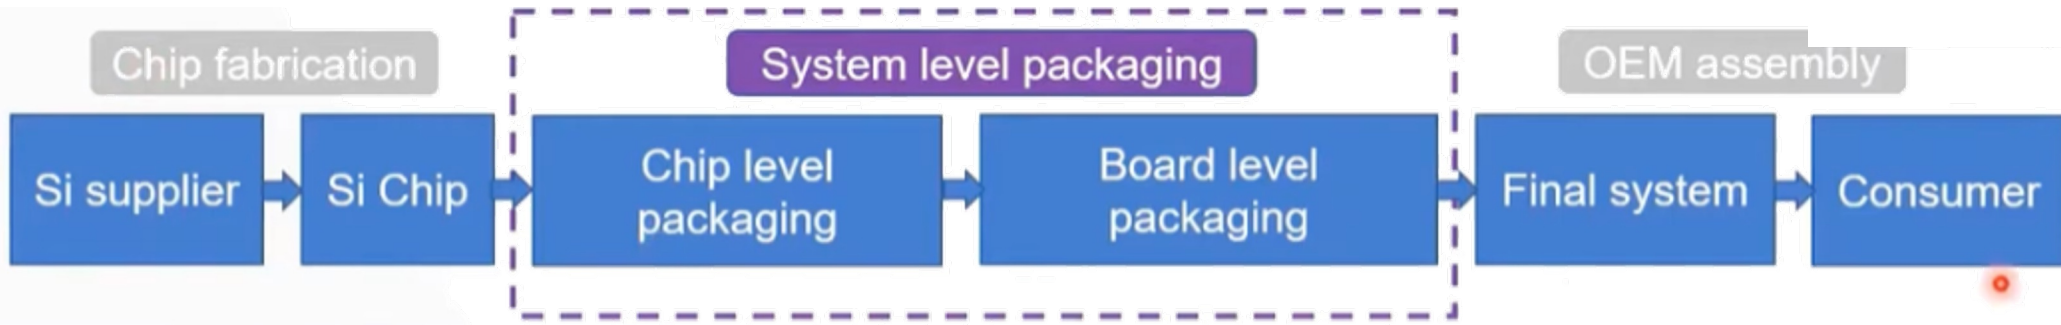 Chip fabrication
System level packaging
OEM assembly
Si supplier
Si Chip
Chip level
packaging
Board level
packaging
Final system
Consumer